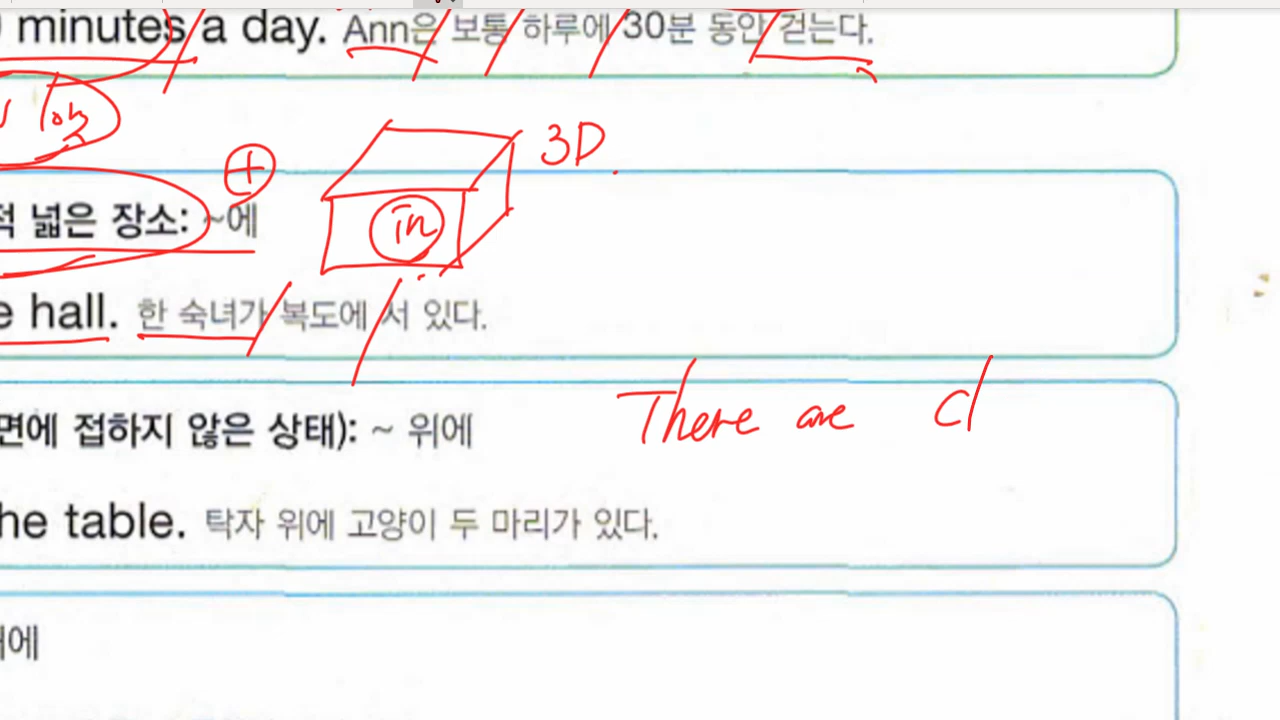 minutes a day. Ann은 보통 하루에 30분 동안 걷는다.
3D.
넓은 장소: ~에
in
hall. 한 숙녀가 복도에 서 있다.
There are
면에 접하지 않은 상태): ~ 위에
he table. 탁자 위에 고양이 두 마리가 있다.
에